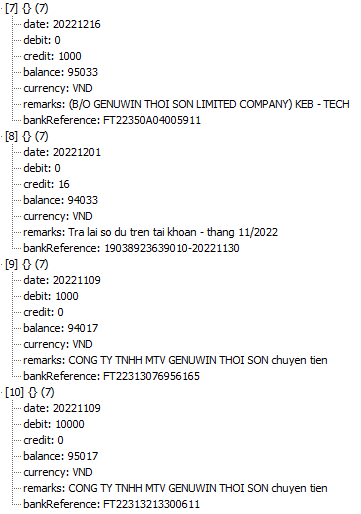 [7] {} (7)
date: 20221216
debit: 0
credit: 1000
balance: 95033
currency: VND
remarks: (B/O GENUWIN THOI SON LIMITED COMPANY) KEB - TECH
bankReference: FT22350A04005911
[8] {} (7)
date: 20221201
debit: 0
credit: 16
balance: 94033
currency: VND
remarks: Tra lai so du tren tai khoan - thang 11/2022
bankReference: 19038923639010-20221130
[9] {} (7)
date: 20221109
debit: 1000
credit: 0
balance: 94017
currency: VND
remarks: CONG TY TNHH MTV GENUWIN THOI SON chuyen tien
bankReference: FT22313076956165
[10] {} (7)
date: 20221109
debit: 10000
credit: 0
balance: 95017
currency: VND
remarks: CONG TY TNHH MTV GENUWIN THOI SON chuyen tien
bankReference: FT22313213300611